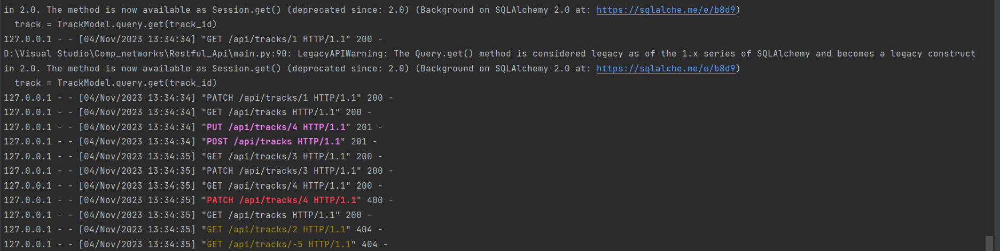 in 2.0. The method is now available as Session.get() (deprecated since: 2.0) (Background on SQLAlchemy 2.0 at: https://sqlalche.me/e/b8d9)
  track = TrackModel.query.get(track_id)
127.0.0.1 - - [04/Nov/2023 13:34:34] "GET /api/tracks/1 HTTP/1.1" 200 -
D:\Visual Studio\Comp_networks\Restful_Api\main.py:90: LegacyAPIWarning: The Query.get() method is considered legacy as of the 1.x series of SQLAlchemy and becomes a legacy construct
in 2.0. The method is now available as Session.get() (deprecated since: 2.0) (Background on SQLAlchemy 2.0 at: https://sqlalche.me/e/b8d9)
  track = TrackModel.query.get(track_id)
127.0.0.1 - - [04/Nov/2023 13:34:34] "PATCH /api/tracks/1 HTTP/1.1" 200 -
127.0.0.1 - - [04/Nov/2023 13:34:34] "GET /api/tracks HTTP/1.1" 200 -
127.0.0.1 - - [04/Nov/2023 13:34:34] "PUT /api/tracks/4 HTTP/1.1" 201 -
127.0.0.1 - - [04/Nov/2023 13:34:34] "POST /api/tracks HTTP/1.1" 201 -
127.0.0.1 - - [04/Nov/2023 13:34:35] "GET /api/tracks/3 HTTP/1.1" 200 -
127.0.0.1 - - [04/Nov/2023 13:34:35] "PATCH /api/tracks/3 HTTP/1.1" 200 -
127.0.0.1 - - [04/Nov/2023 13:34:35] "GET /api/tracks/4 HTTP/1.1" 200 -
127.0.0.1 - - [04/Nov/2023 13:34:35] "PATCH /api/tracks/4 HTTP/1.1" 400 -
127.0.0.1 - - [04/Nov/2023 13:34:35] "GET /api/tracks HTTP/1.1" 200 -
127.0.0.1 - - [04/Nov/2023 13:34:35] "GET /api/tracks/2 HTTP/1.1" 404 -
127.0.0.1 - - [04/Nov/2023 13:34:35] "GET /api/tracks/-5 HTTP/1.1" 404 -